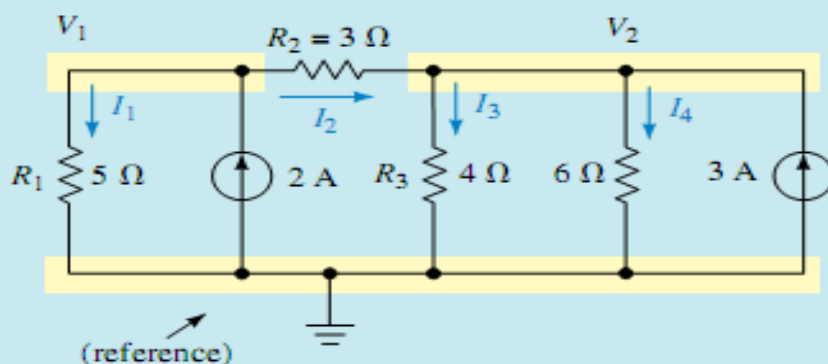 V₁
R₂ = 3 Ω
V₂
I₁
I₂
I₃
I₄
R₁
5 Ω
2 A
R₃
4 Ω
6 Ω
3 A
(reference)